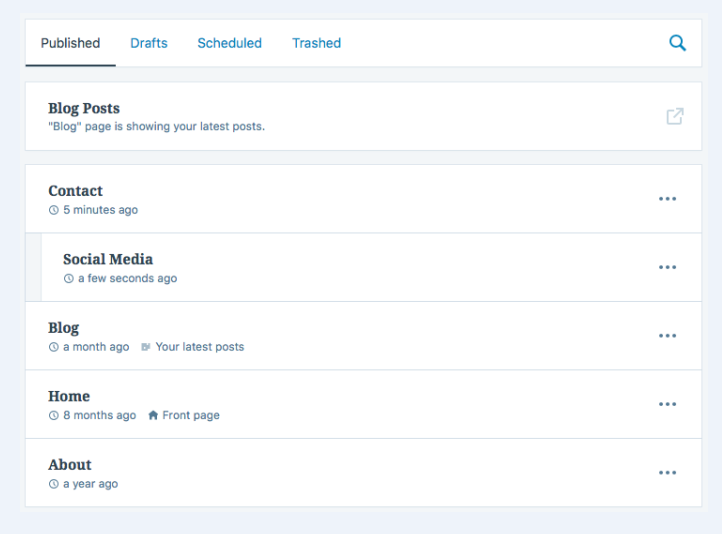 Published Drafts Scheduled Trashed
Blog Posts
"Blog" page is showing your latest posts.
Contact
5 minutes ago
Social Media
a few seconds ago
Blog
a month ago Your latest posts
Home
8 months ago Front page
About
a year ago